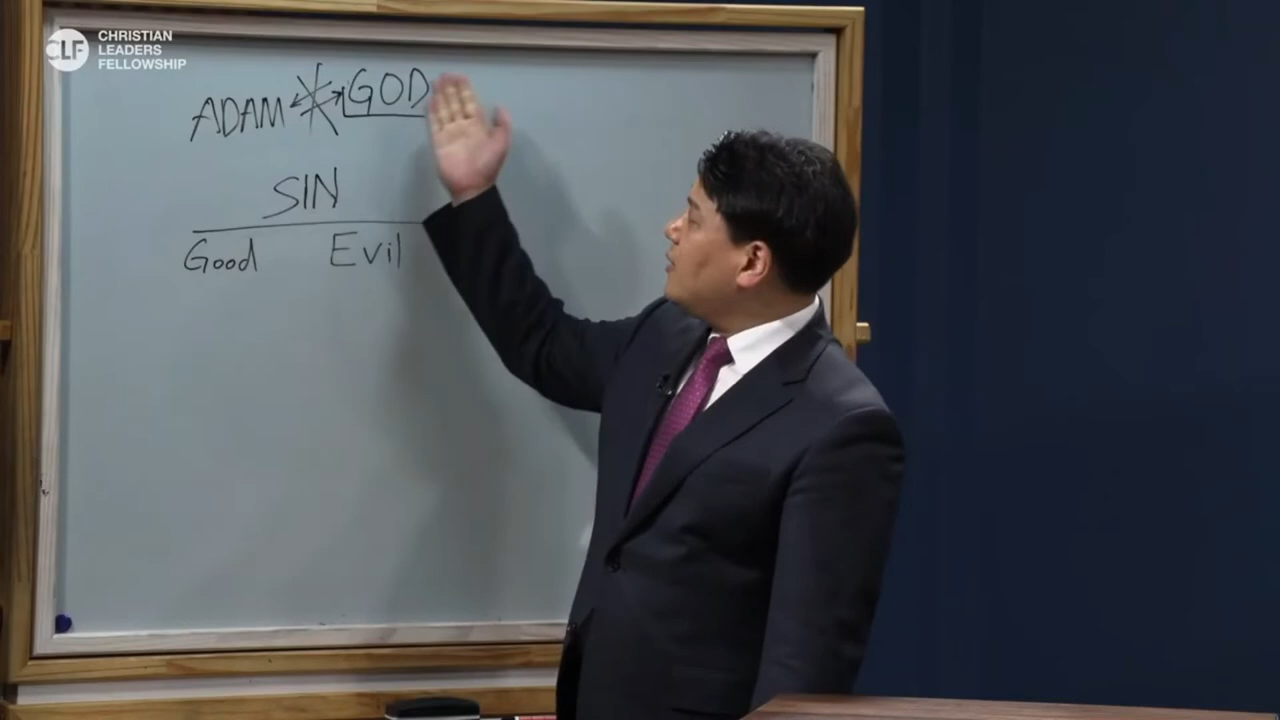 CLF CHRISTIAN
LEADERS
FELLOWSHIP
ADAM GOD
SIN
Good Evil